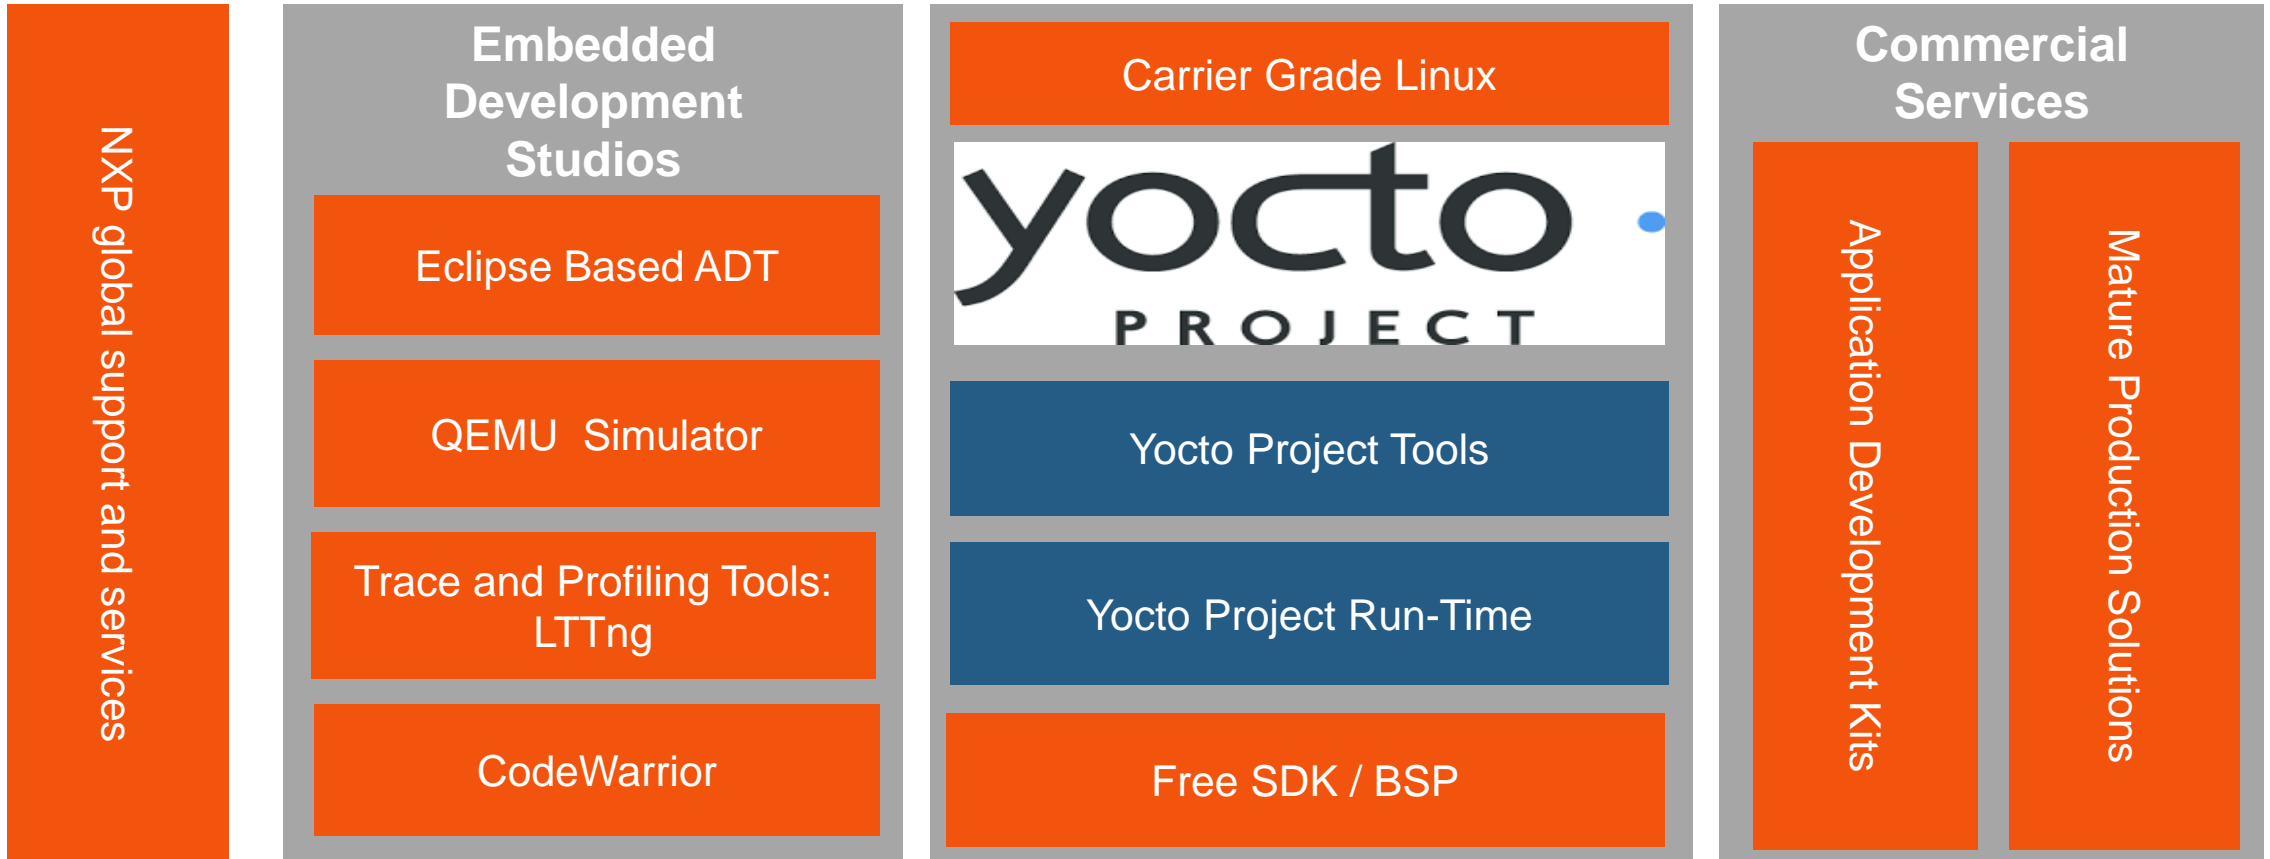 NXP global support and services
Embedded
Development
Studios
Eclipse Based ADT
QEMU  Simulator
Trace and Profiling Tools:
LTTng
CodeWarrior
Carrier Grade Linux
yocto
PROJECT
Yocto Project Tools
Yocto Project Run-Time
Free SDK / BSP
Commercial
Services
Application Development Kits
Mature Production Solutions